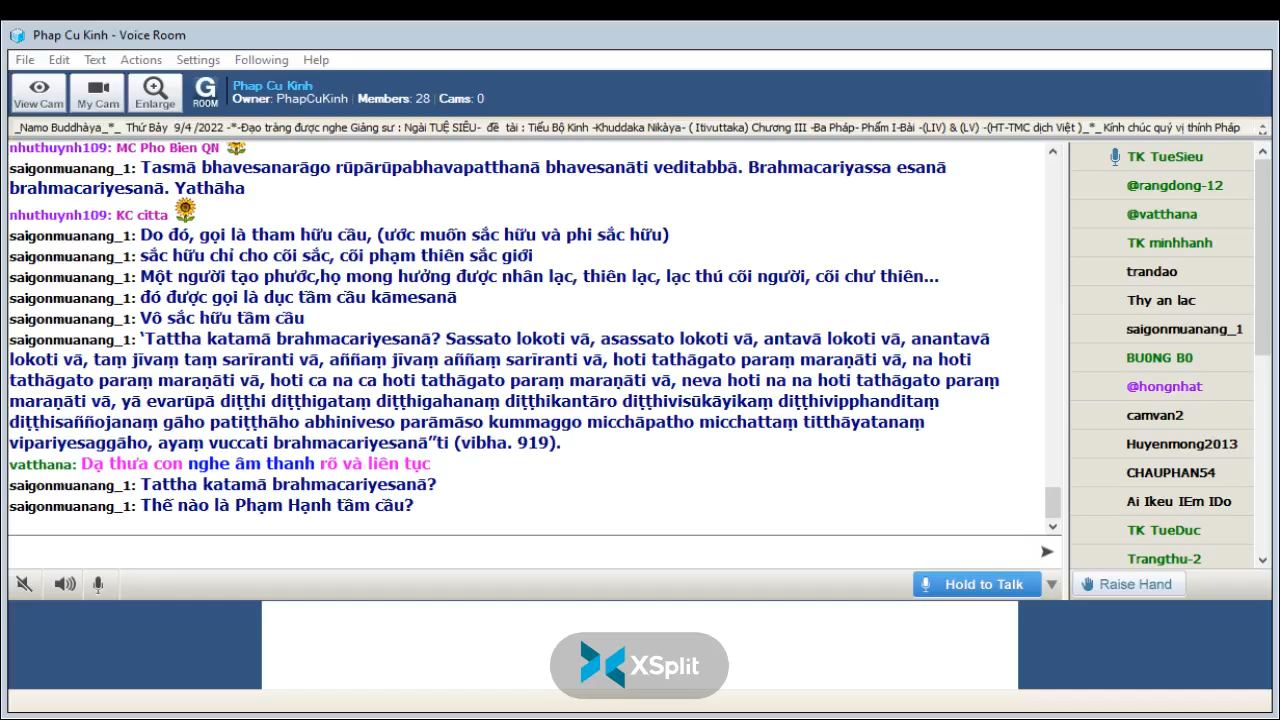 Phap Cu Kinh - Voice Room
File Edit Text Actions Settings Following Help
View Cam
My Cam
Enlarge
G
ROOM
Phap Cu Kinh
Owner: PhapCuKinh Members: 28 Cams: 0
_Namo Buddhàya_*_ Thứ Bảy 9/4 /2022 -*-Đạo tràng được nghe Giảng sư : Ngài TUỆ SIÊU- đề tài : Tiểu Bộ Kinh -Khuddaka Nikàya- ( Itivuttaka) Chương III -Ba Pháp- Phẩm I-Bài -(LIV) & (LV) -(HT-TMC dịch Việt )_*_ Kính chúc quý vị thính Pháp
nhuthuynh109: MC Pho Bien QN
saigonmuanang_1: Tasmā bhavesanarāgo rūpārūpabhavapatthanā bhavesanāti veditabbā. Brahmacariyassa esanā
brahmacariyesanā. Yathāha
nhuthuynh109: KC citta
saigonmuanang_1: Do đó, gọi là tham hữu cầu, (ước muốn sắc hữu và phi sắc hữu)
saigonmuanang_1: sắc hữu chỉ cho cõi sắc, cõi phạm thiên sắc giới
saigonmuanang_1: Một người tạo phước,họ mong hưởng được nhân lạc, thiên lạc, lạc thú cõi người, cõi chư thiên...
saigonmuanang_1: đó được gọi là dục tầm cầu kāmesanā
saigonmuanang_1: Vô sắc hữu tầm cầu
saigonmuanang_1: ‘Tattha katamā brahmacariyesanā? Sassato lokoti vā, asassato lokoti vā, antavā lokoti vā, anantavā
lokoti vā, taṃ jīvaṃ taṃ sarīranti vā, aññaṃ jīvaṃ aññaṃ sarīranti vā, hoti tathāgato paraṃ maraṇāti vā, na hoti
tathāgato paraṃ maraṇāti vā, hoti ca na ca hoti tathāgato paraṃ maraṇāti vā, neva hoti na na hoti tathāgato paraṃ
maraṇāti vā, yā evarūpā diṭṭhi diṭṭhigataṃ diṭṭhigahanaṃ diṭṭhikantāro diṭṭhivisūkāyikaṃ diṭṭhivipphanditaṃ
diṭṭhisaññojanaṃ gāho patiṭṭhāho abhiniveso parāmāso kummaggo micchāpatho micchattaṃ titthāyatanaṃ
vipariyesaggāho, ayaṃ vuccati brahmacariyesanā”ti (vibha. 919).
vatthana: Dạ thưa con nghe âm thanh rõ và liên tục
saigonmuanang_1: Tattha katamā brahmacariyesanā?
saigonmuanang_1: Thế nào là Phạm Hạnh tầm cầu?
TK TueSieu
@rangdong-12
@vatthana
TK minhhanh
trandao
Thy an lac
saigonmuanang_1
BU0NG B0
@hongnhat
camvan2
Huyenmong2013
CHAUPHAN54
Ai Ikeu IEm IDo
TK TueDuc
Trangthu-2
Hold to Talk
Raise Hand
XSplit